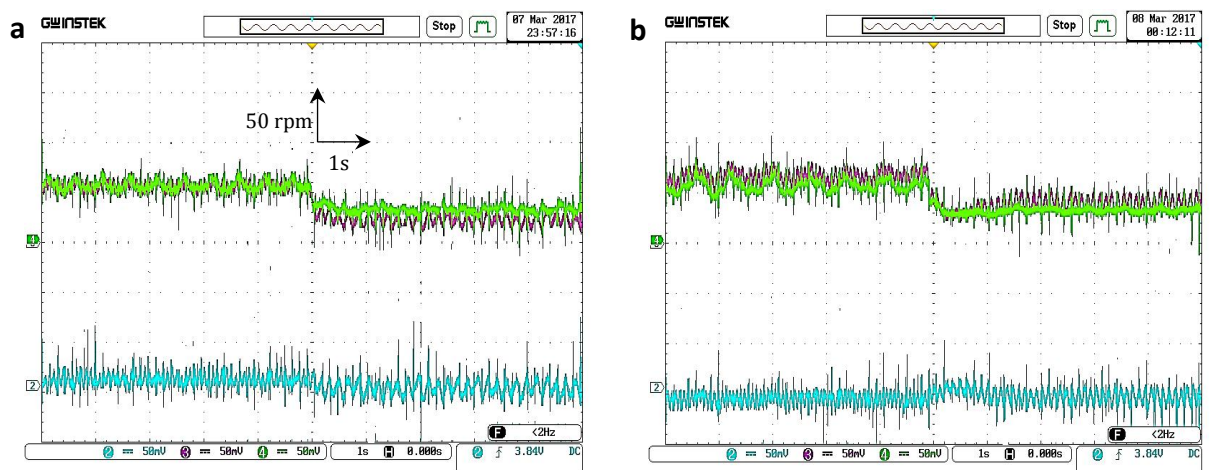 a
GWINSTEK
Stop
07 Mar 2017
23:57:16
50 rpm
1s
4
2
F <2Hz
2 50mV 3 50mV 4 50mV 1s H 0.000s 2 3.84V DC
b
GWINSTEK
Stop
08 Mar 2017
00:12:11
4
2
F <2Hz
2 50mV 3 50mV 4 50mV 1s H 0.000s 2 3.84V DC